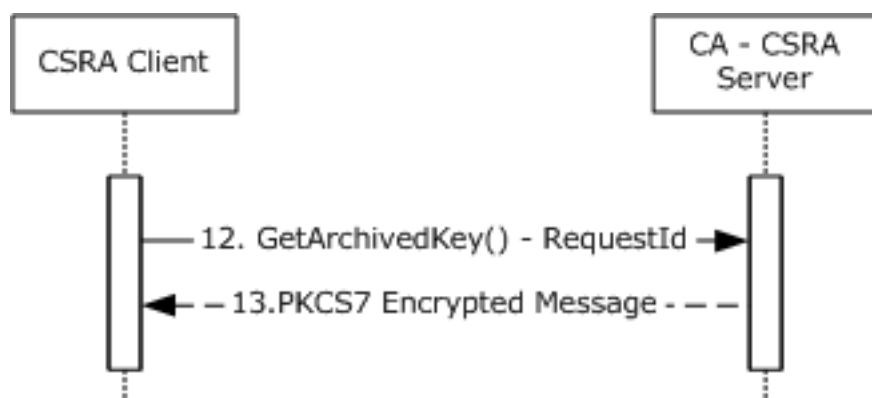 CSRA Client
CA - CSRA
Server
12. GetArchivedKey() - RequestId
13.PKCS7 Encrypted Message